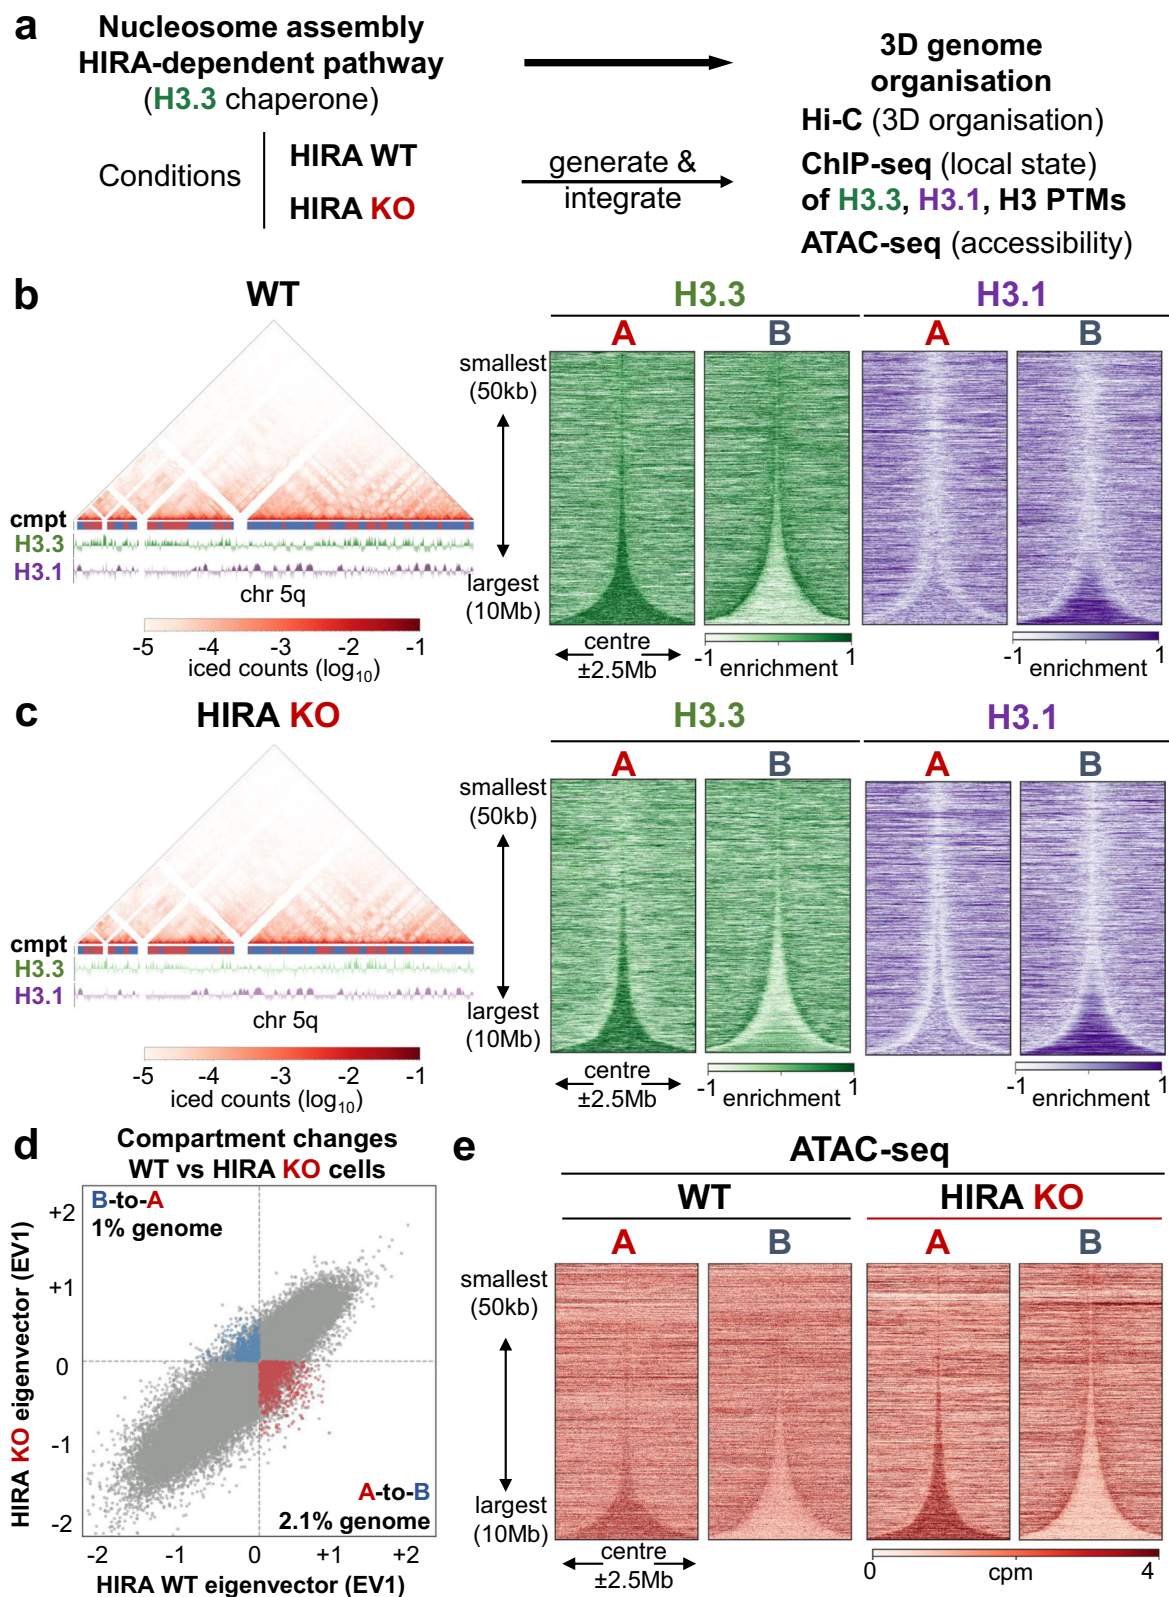 a
Nucleosome assembly
HIRA-dependent pathway
(H3.3 chaperone)
3D genome
organisation
Conditions
HIRA WT
HIRA KO
generate &
integrate
Hi-C (3D organisation)
ChIP-seq (local state)
of H3.3, H3.1, H3 PTMs
ATAC-seq (accessibility)
b
WT
cmpt
H3.3
H3.1
chr 5q
-5 -4 -3 -2 -1
iced counts (log10)
H3.3 H3.1
A B A B
smallest
(50kb)
largest
(10Mb)
centre
±2.5Mb
-1 enrichment 1
-1 enrichment 1
c
HIRA KO
cmpt
H3.3
H3.1
chr 5q
-5 -4 -3 -2 -1
iced counts (log10)
H3.3 H3.1
A B A B
smallest
(50kb)
largest
(10Mb)
centre
±2.5Mb
-1 enrichment 1
-1 enrichment 1
d
Compartment changes
WT vs HIRA KO cells
B-to-A
1% genome
A-to-B
2.1% genome
HIRA KO eigenvector (EV1)
+2
+1
0
-1
-2
-2 -1 0 +1 +2
HIRA WT eigenvector (EV1)
e
ATAC-seq
WT HIRA KO
A B A B
smallest
(50kb)
largest
(10Mb)
centre
±2.5Mb
0 cpm 4